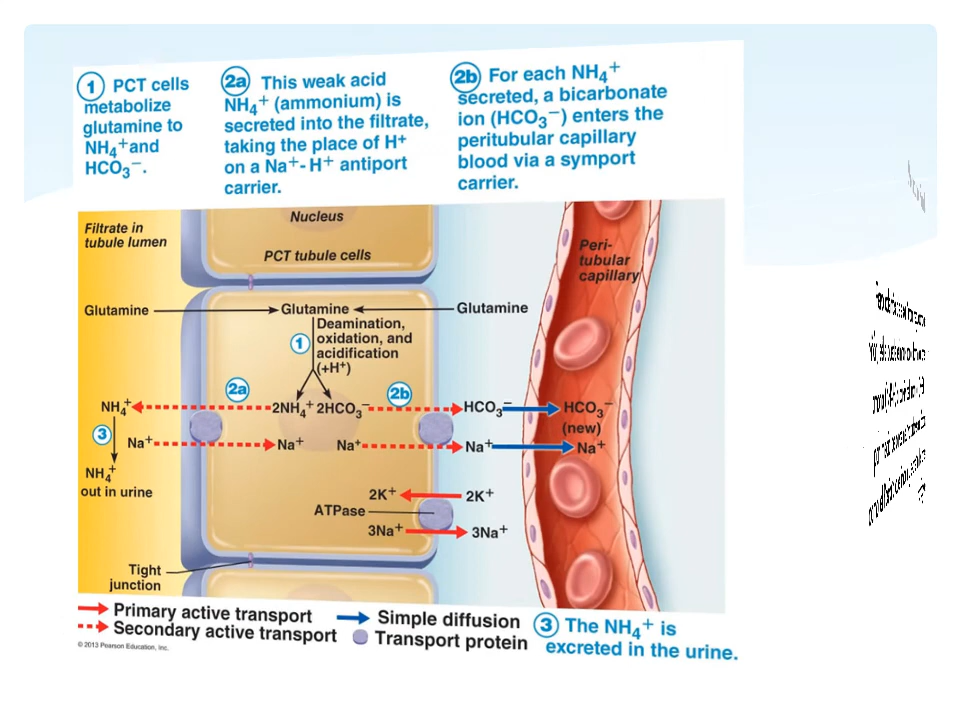 1 PCT cells
metabolize
glutamine to
NH₄⁺and
HCO₃⁻.
2a This weak acid
NH₄⁺ (ammonium) is
secreted into the filtrate,
taking the place of H⁺
on a Na⁺- H⁺ antiport
carrier.
2b For each NH₄⁺
secreted, a bicarbonate
ion (HCO₃⁻) enters the
peritubular capillary
blood via a symport
carrier.
Filtrate in
tubule lumen
Nucleus
PCT tubule cells
Peri-
tubular
capillary
Glutamine
Glutamine
Glutamine
1
Deamination,
oxidation, and
acidification
(+H⁺)
2a
2b
NH₄⁺
2NH₄⁺ 2HCO₃⁻
HCO₃⁻
HCO₃⁻
(new)
3
Na⁺
Na⁺
Na⁺
Na⁺
Na⁺
NH₄⁺
out in urine
2K⁺
2K⁺
ATPase
3Na⁺
3Na⁺
Tight
junction
Primary active transport
Secondary active transport
Simple diffusion
Transport protein
3 The NH₄⁺ is
excreted in the urine.
© 2013 Pearson Education, Inc.